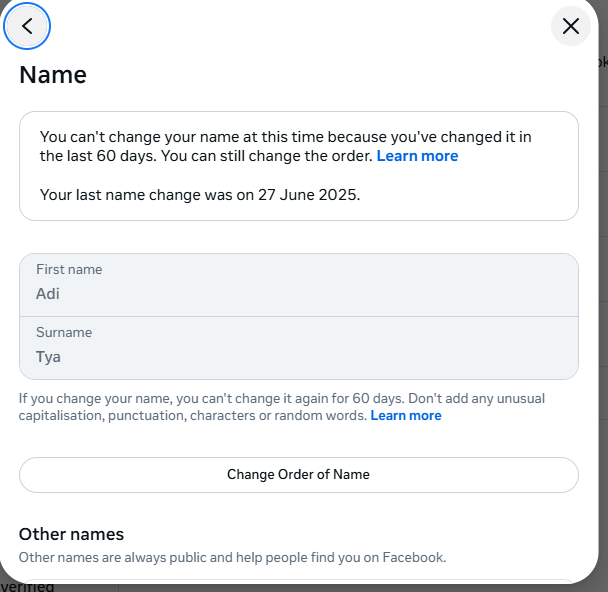 Name
You can't change your name at this time because you've changed it in
the last 60 days. You can still change the order. Learn more
Your last name change was on 27 June 2025.
First name
Adi
Surname
Tya
If you change your name, you can't change it again for 60 days. Don't add any unusual
capitalisation, punctuation, characters or random words. Learn more
Change Order of Name
Other names
Other names are always public and help people find you on Facebook.
verified